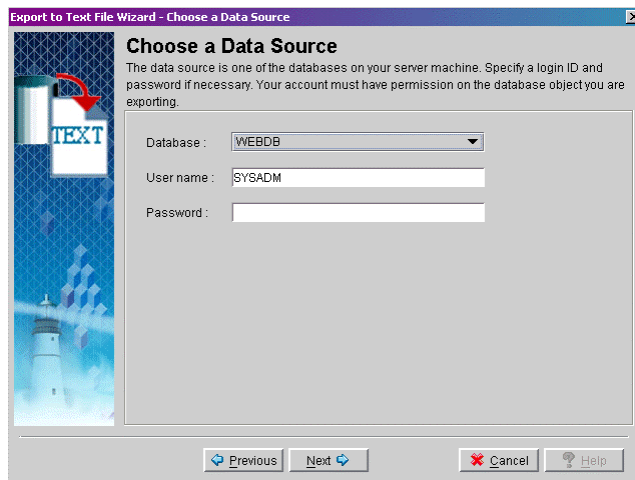 Export to Text File Wizard - Choose a Data Source
Choose a Data Source
The data source is one of the databases on your server machine. Specify a login ID and
password if necessary. Your account must have permission on the database object you are
exporting.
TEXT
Database :
WEBDB
User name :
SYSADM
Password :
Previous
Next
Cancel
Help